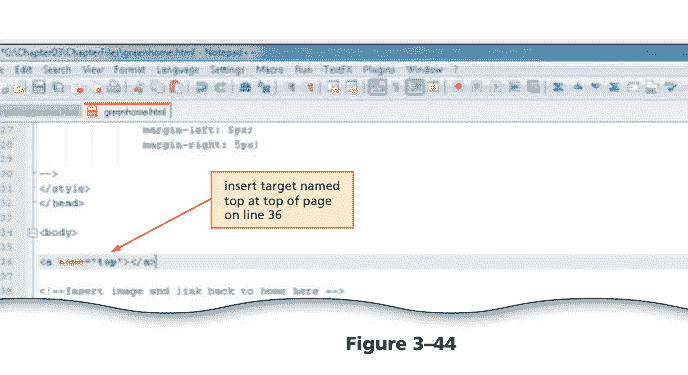 *G:\Chapter03\ChapterFiles\greenhome.html - Notepad++
Edit Search View Format Language Settings Macro Run TextFX Plugins Window ?
greenhome.html
27 margin-left: 5px;
28 margin-right: 5px}
29
30 -->
31 </style>
32 </head>
33
34 <body>
35
36 <a name="top"></a>
37
38 <!--Insert image and link back to home here -->
insert target named
top at top of page
on line 36
Figure 3–44